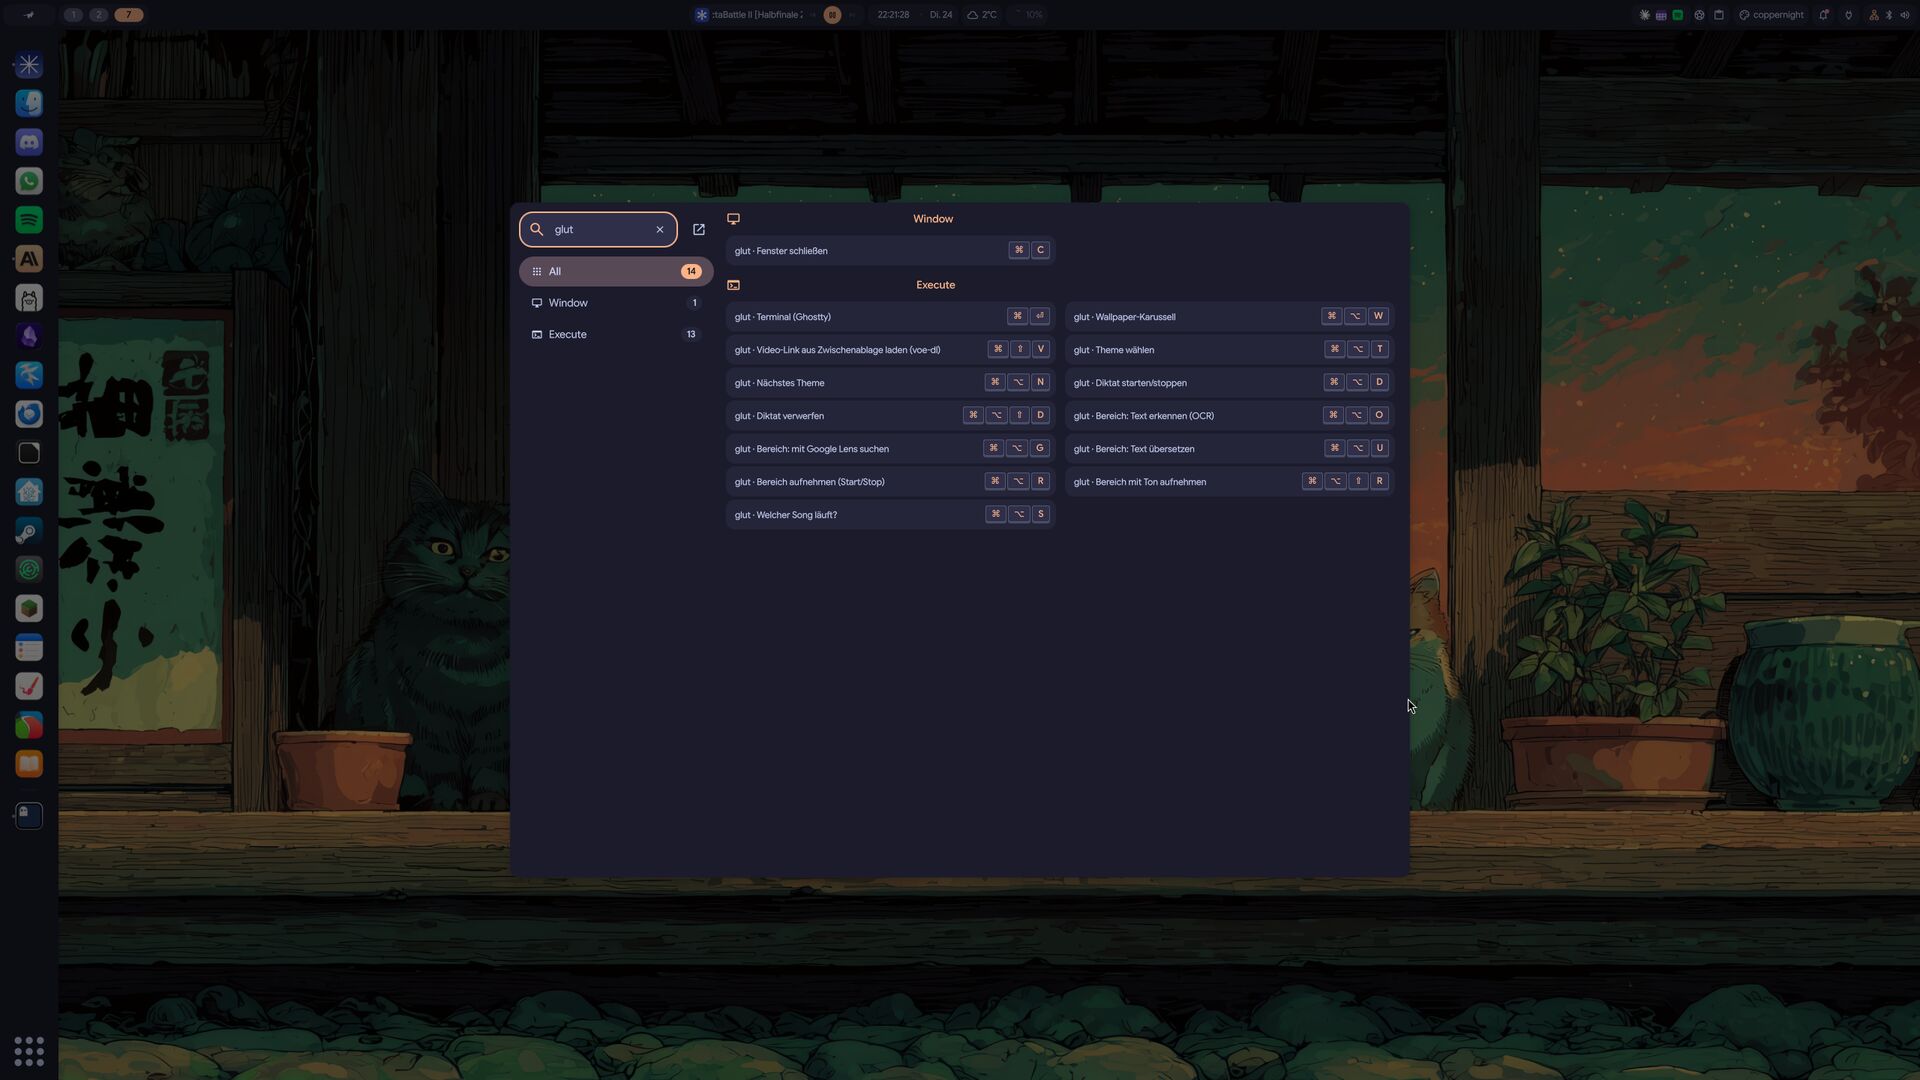 1 2 7
:taBattle II [Halbfinale 2
22:21:28 · Di. 24
2°C
10%
coppernight
glut
All 14
Window 1
Execute 13
Window
glut · Fenster schließen ⌘ C
Execute
glut · Terminal (Ghostty) ⌘ ⏎
glut · Wallpaper-Karussell ⌘ ⌥ W
glut · Video-Link aus Zwischenablage laden (voe-dl) ⌘ ⇧ V
glut · Theme wählen ⌘ ⌥ T
glut · Nächstes Theme ⌘ ⌥ N
glut · Diktat starten/stoppen ⌘ ⌥ D
glut · Diktat verwerfen ⌘ ⌥ ⇧ D
glut · Bereich: Text erkennen (OCR) ⌘ ⌥ O
glut · Bereich: mit Google Lens suchen ⌘ ⌥ G
glut · Bereich: Text übersetzen ⌘ ⌥ U
glut · Bereich aufnehmen (Start/Stop) ⌘ ⌥ R
glut · Bereich mit Ton aufnehmen ⌘ ⌥ ⇧ R
glut · Welcher Song läuft? ⌘ ⌥ S